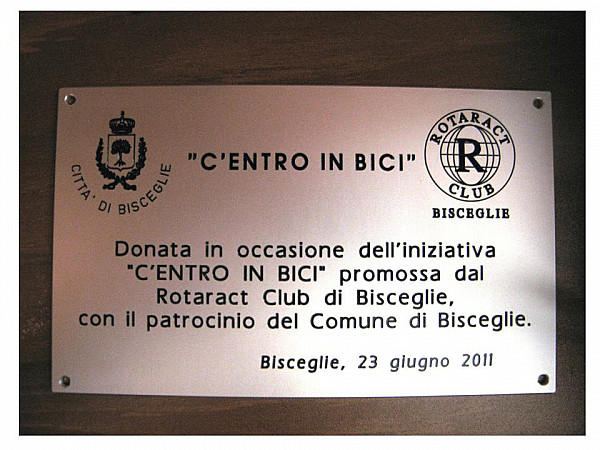 CITTA' DI BISCEGLIE
"C'ENTRO IN BICI"
ROTARACT
R
CLUB
BISCEGLIE
Donata in occasione dell'iniziativa
"C'ENTRO IN BICI" promossa dal
Rotaract Club di Bisceglie,
con il patrocinio del Comune di Bisceglie.
Bisceglie, 23 giugno 2011